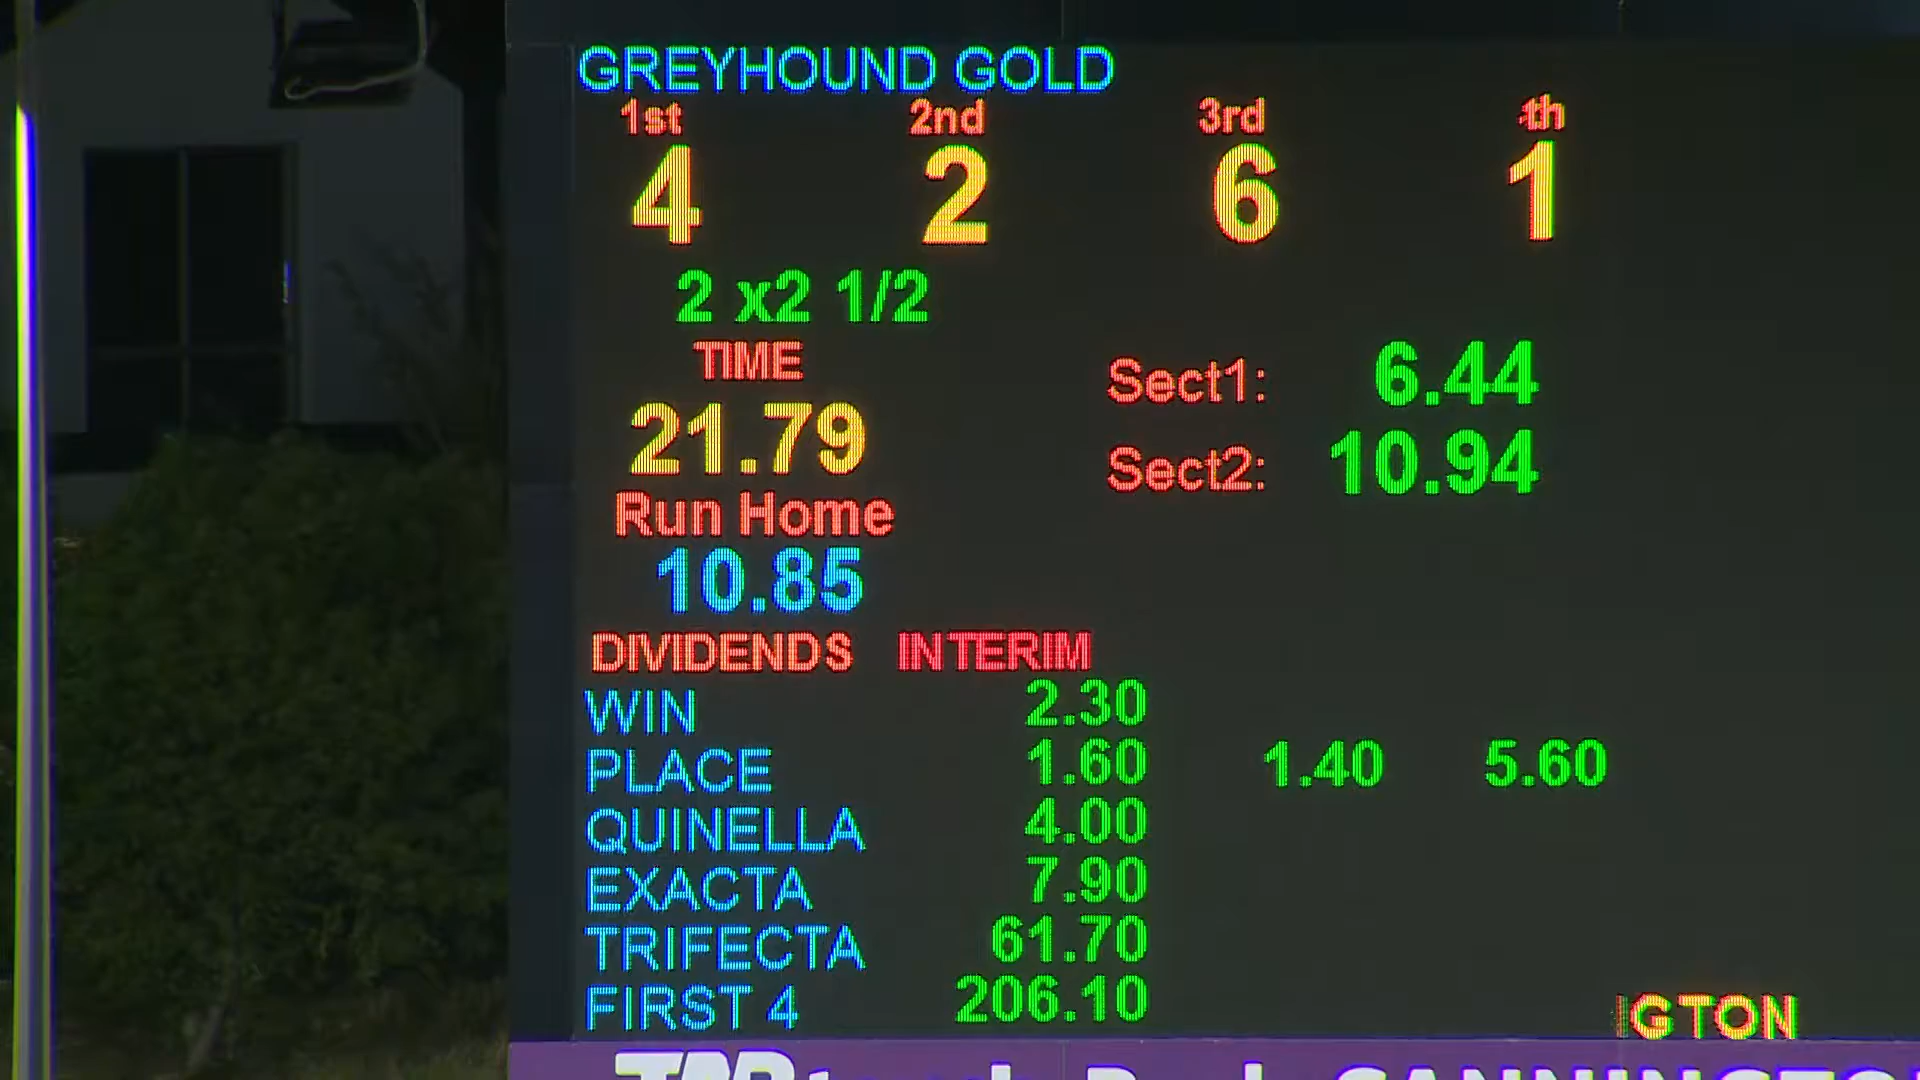 GREYHOUND GOLD
1st 2nd 3rd th
4 2 6 1
2 x2 1/2
TIME
21.79
Sect1: 6.44
Sect2: 10.94
Run Home
10.85
DIVIDENDS INTERIM
WIN 2.30
PLACE 1.60 1.40 5.60
QUINELLA 4.00
EXACTA 7.90
TRIFECTA 61.70
FIRST 4 206.10
GTON